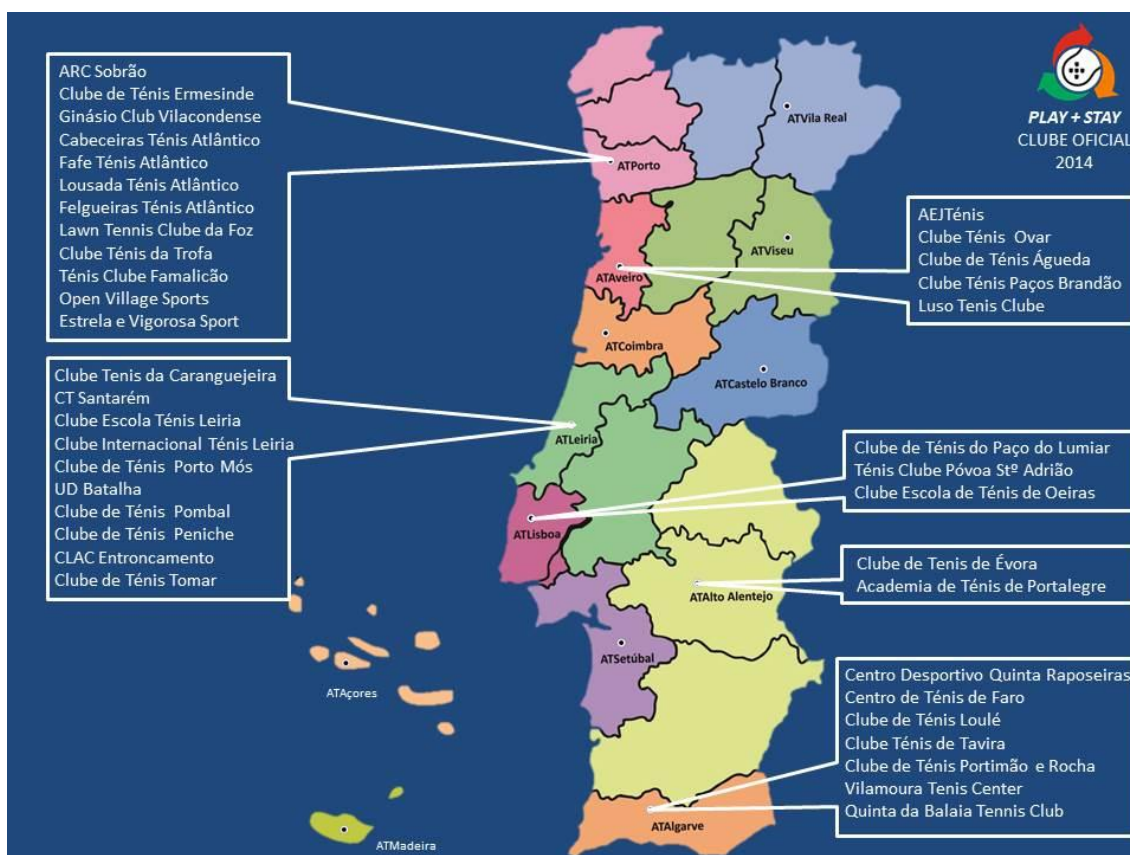 ARC Sobrão
Clube de Ténis Ermesinde
Ginásio Club Vilacondense
Cabeceiras Ténis Atlântico
Fafe Ténis Atlântico
Lousada Ténis Atlântico
Felgueiras Ténis Atlântico
Lawn Tennis Clube da Foz
Clube Ténis da Trofa
Ténis Clube Famalicão
Open Village Sports
Estrela e Vigorosa Sport
Clube Tenis da Caranguejeira
CT Santarém
Clube Escola Ténis Leiria
Clube Internacional Ténis Leiria
Clube de Ténis Porto Mós
UD Batalha
Clube de Ténis Pombal
Clube de Ténis Peniche
CLAC Entroncamento
Clube de Ténis Tomar
ATVila Real
ATPorto
ATViseu
ATAveiro
ATCoimbra
ATCastelo Branco
ATLeiria
ATLisboa
ATAlto Alentejo
ATSetúbal
ATAçores
ATAlgarve
ATMadeira
PLAY + STAY
CLUBE OFICIAL
2014
AEJTénis
Clube Ténis Ovar
Clube de Ténis Águeda
Clube Ténis Paços Brandão
Luso Tenis Clube
Clube de Ténis do Paço do Lumiar
Ténis Clube Póvoa Stº Adrião
Clube Escola de Ténis de Oeiras
Clube de Tenis de Évora
Academia de Ténis de Portalegre
Centro Desportivo Quinta Raposeiras
Centro de Ténis de Faro
Clube de Ténis Loulé
Clube Ténis de Tavira
Clube de Ténis Portimão e Rocha
Vilamoura Tenis Center
Quinta da Balaia Tennis Club